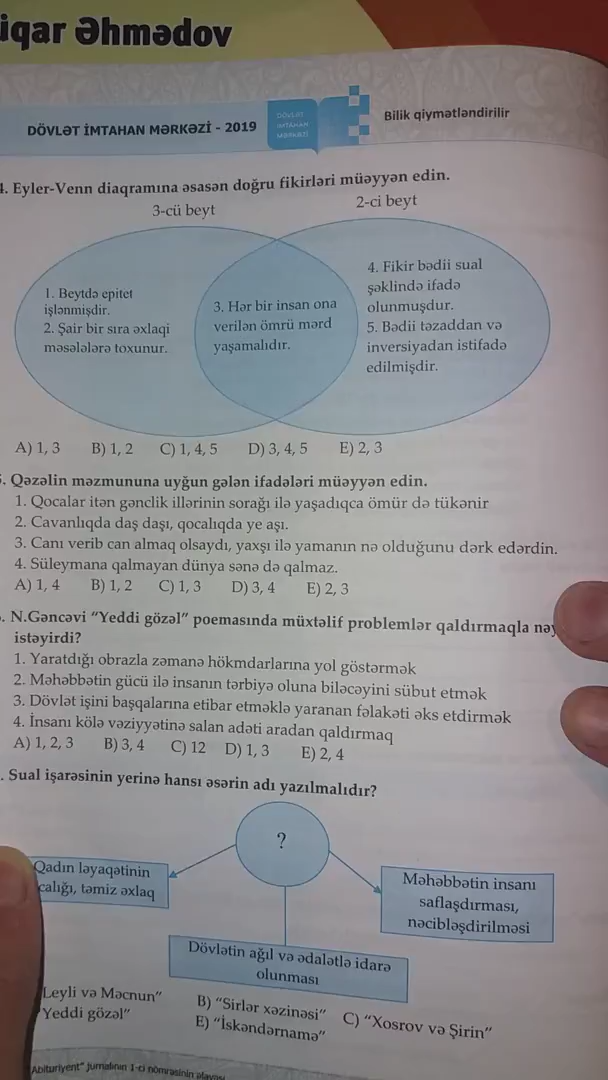 iqar Əhmədov
DÖVLƏT İMTAHAN MƏRKƏZİ - 2019
DÖVLƏT
İMTAHAN
MƏRKƏZİ
Bilik qiymətləndirilir
4. Eyler-Venn diaqramına əsasən doğru fikirləri müəyyən edin.
3-cü beyt
2-ci beyt
1. Beytdə epitet
işlənmişdir.
2. Şair bir sıra əxlaqi
məsələlərə toxunur.
3. Hər bir insan ona
verilən ömrü mərd
yaşamalıdır.
4. Fikir bədii sual
şəklində ifadə
olunmuşdur.
5. Bədii təzaddan və
inversiyadan istifadə
edilmişdir.
A) 1, 3 B) 1, 2 C) 1, 4, 5 D) 3, 4, 5 E) 2, 3
. Qəzəlin məzmununa uyğun gələn ifadələri müəyyən edin.
1. Qocalar itən gənclik illərinin sorağı ilə yaşadıqca ömür də tükənir
2. Cavanlıqda daş daşı, qocalıqda ye aşı.
3. Canı verib can almaq olsaydı, yaxşı ilə yamanın nə olduğunu dərk edərdin.
4. Süleymana qalmayan dünya sənə də qalmaz.
A) 1, 4 B) 1, 2 C) 1, 3 D) 3, 4 E) 2, 3
. N.Gəncəvi "Yeddi gözəl" poemasında müxtəlif problemlər qaldırmaqla nəy
istəyirdi?
1. Yaratdığı obrazla zəmanə hökmdarlarına yol göstərmək
2. Məhəbbətin gücü ilə insanın tərbiyə oluna biləcəyini sübut etmək
3. Dövlət işini başqalarına etibar etməklə yaranan fəlakəti əks etdirmək
4. İnsanı kölə vəziyyətinə salan adəti aradan qaldırmaq
A) 1, 2, 3 B) 3, 4 C) 12 D) 1, 3 E) 2, 4
. Sual işarəsinin yerinə hansı əsərin adı yazılmalıdır?
?
Qadın ləyaqətinin
calığı, təmiz əxlaq
Məhəbbətin insanı
saflaşdırması,
nəcibləşdirilməsi
Dövlətin ağıl və ədalətlə idarə
olunması
Leyli və Məcnun" B) "Sirlər xəzinəsi" C) "Xosrov və Şirin"
Yeddi gözəl" E) "İskəndərnamə"
Abituriyent" jurnalının 1-ci nömrəsinin əlavəsi